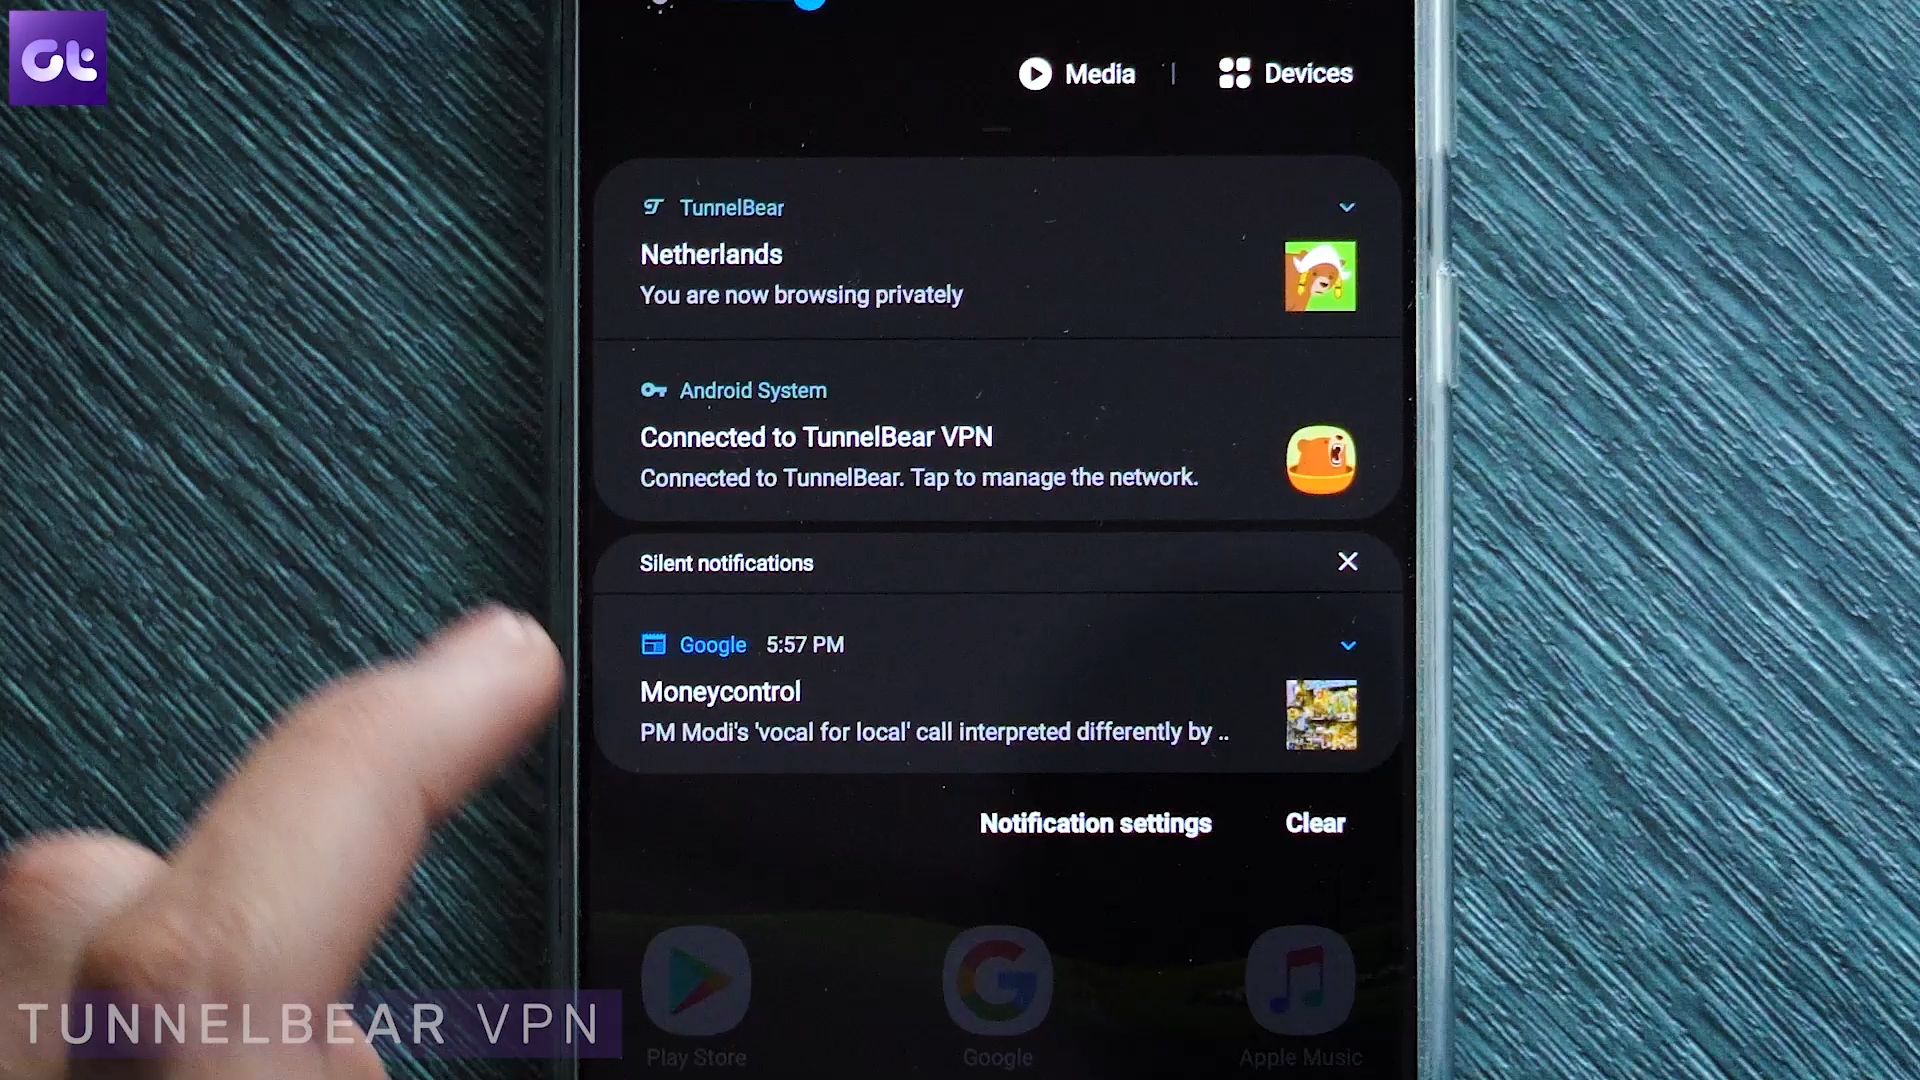 Gt
Media | Devices
TunnelBear
Netherlands
You are now browsing privately
Android System
Connected to TunnelBear VPN
Connected to TunnelBear. Tap to manage the network.
Silent notifications
Google 5:57 PM
Moneycontrol
PM Modi's 'vocal for local' call interpreted differently by ..
Notification settings Clear
Play Store Google Apple Music
TUNNELBEAR VPN